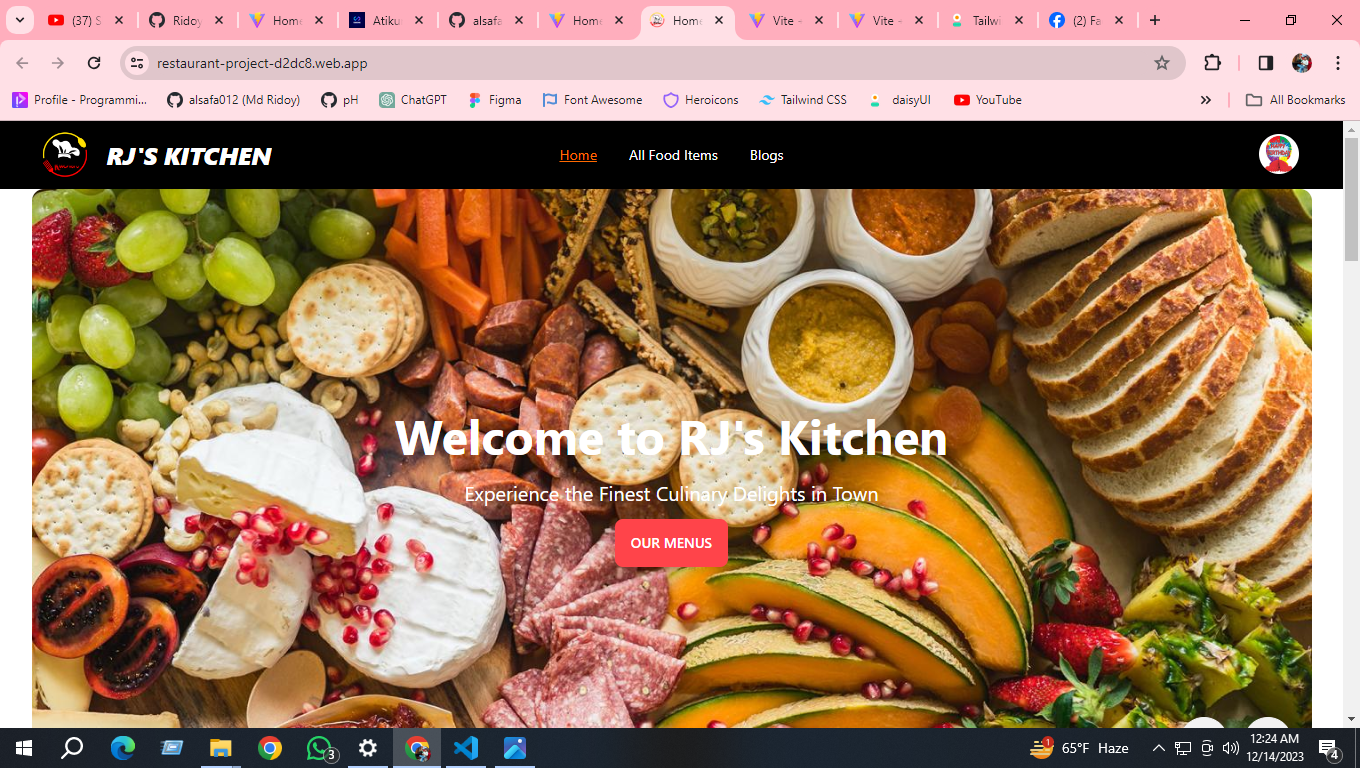 (37) S
Ridoy
Home
Atiku
alsafa
Home
Home
Vite -
Vite -
Tailwi
(2) Fa
restaurant-project-d2dc8.web.app
Profile - Programmi...
alsafa012 (Md Ridoy)
pH
ChatGPT
Figma
Font Awesome
Heroicons
Tailwind CSS
daisyUI
YouTube
All Bookmarks
RJ'S KITCHEN
Home
All Food Items
Blogs
Welcome to RJ's Kitchen
Experience the Finest Culinary Delights in Town
OUR MENUS
3
1
65°F Haze
12:24 AM
12/14/2023
4